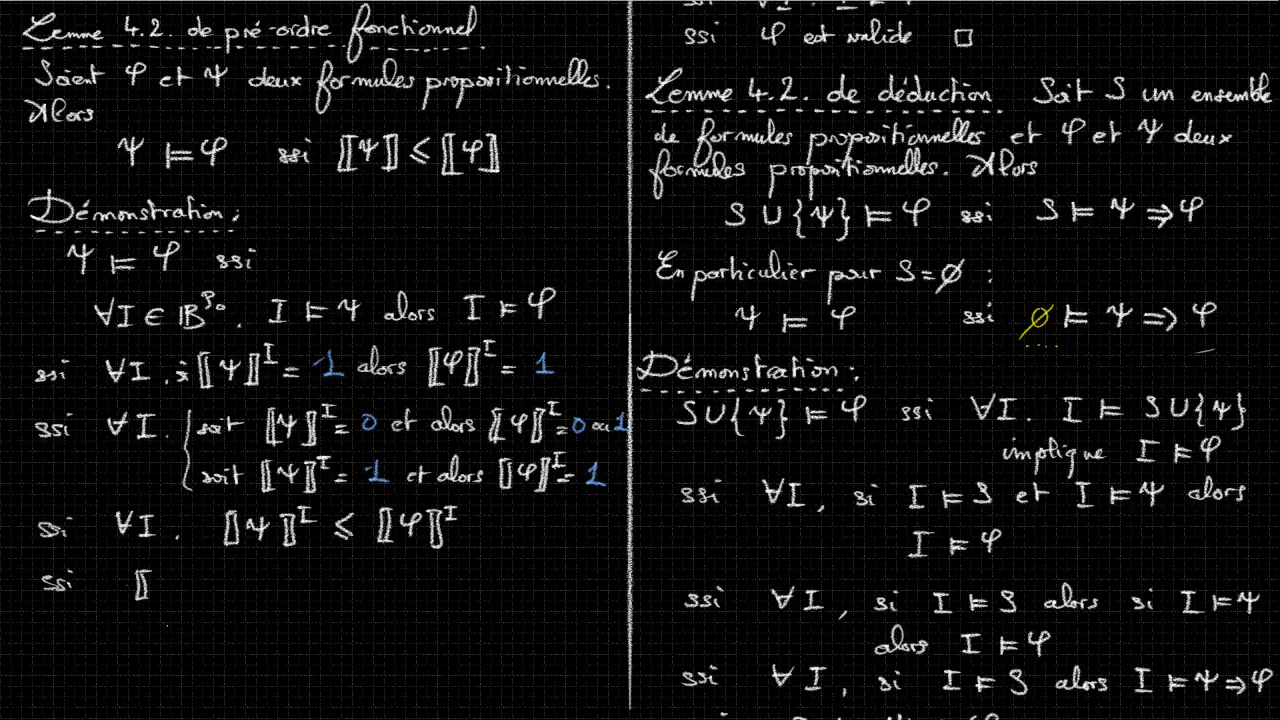 Lemme 4.2. de pré-ordre fonctionnel
Soient φ et ψ deux formules propositionnelles.
Alors
ψ ⊨ φ ssi ⟦ψ⟧ ≤ ⟦φ⟧
Démonstration :
ψ ⊨ φ ssi
∀I ∈ 𝔹^P₀. I ⊨ ψ alors I ⊨ φ
ssi ∀I, si ⟦ψ⟧^I = 1 alors ⟦φ⟧^I = 1
ssi ∀I. soit ⟦ψ⟧^I = 0 et alors ⟦φ⟧^I = 0 ou 1
soit ⟦ψ⟧^I = 1 et alors ⟦φ⟧^I = 1
ssi ∀I. ⟦ψ⟧^I ≤ ⟦φ⟧^I
ssi ⟦
ssi φ est valide □
Lemme 4.2. de déduction Soit S un ensemble
de formules propositionnelles et φ et ψ deux
formules propositionnelles. Alors
S ∪ {ψ} ⊨ φ ssi S ⊨ ψ ⇒ φ
En particulier pour S = ∅ :
ψ ⊨ φ ssi ∅ ⊨ ψ ⇒ φ
Démonstration :
S ∪ {ψ} ⊨ φ ssi ∀I. I ⊨ S ∪ {ψ}
implique I ⊨ φ
ssi ∀I, si I ⊨ S et I ⊨ ψ alors
I ⊨ φ
ssi ∀I, si I ⊨ S alors si I ⊨ ψ
alors I ⊨ φ
ssi ∀I, si I ⊨ S alors I ⊨ ψ ⇒ φ